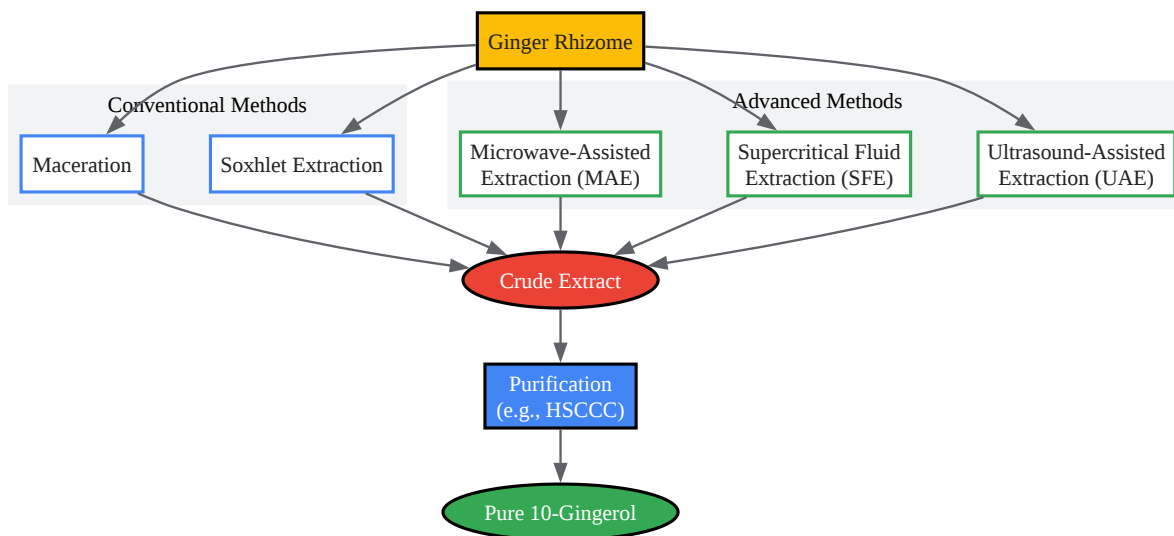 Ginger Rhizome
Conventional Methods
Advanced Methods
Maceration
Soxhlet Extraction
Microwave-Assisted
Extraction (MAE)
Supercritical Fluid
Extraction (SFE)
Ultrasound-Assisted
Extraction (UAE)
Crude Extract
Purification
(e.g., HSCCC)
Pure 10-Gingerol